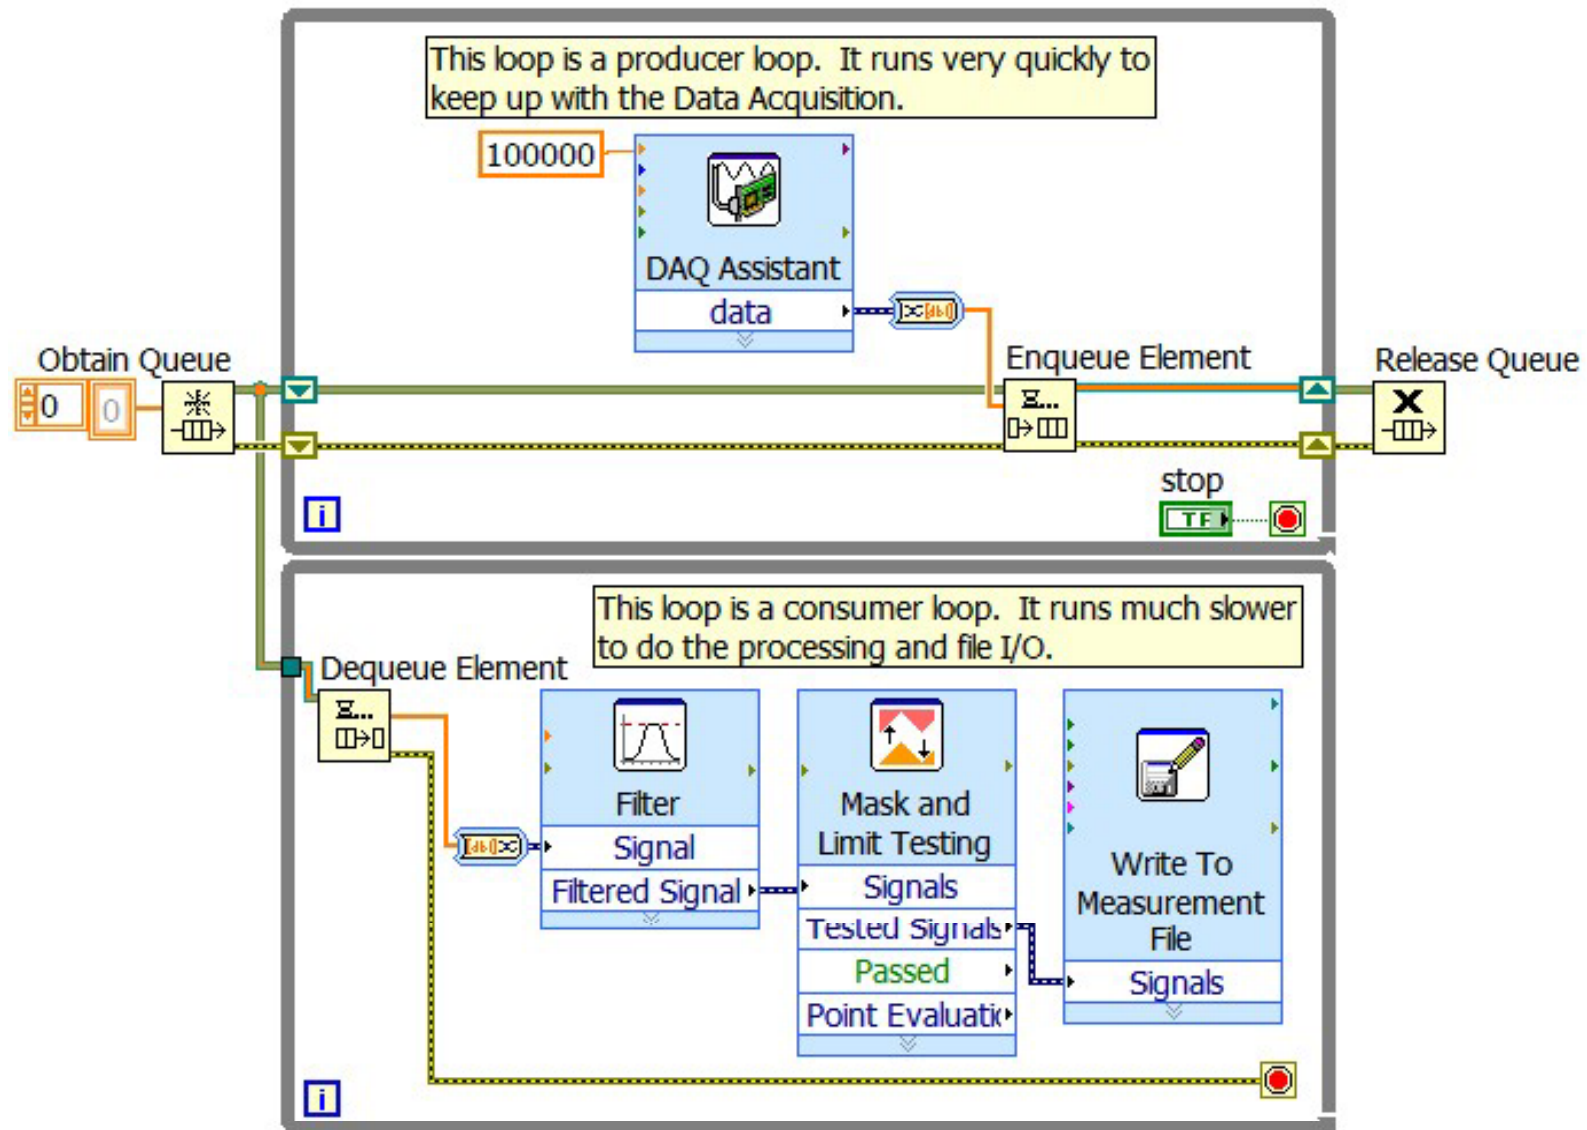 This loop is a producer loop.  It runs very quickly to
keep up with the Data Acquisition.
100000
DAQ Assistant
data
Obtain Queue
0
0
Enqueue Element
Release Queue
stop
TF
i
This loop is a consumer loop.  It runs much slower
to do the processing and file I/O.
Dequeue Element
Filter
Signal
Filtered Signal
Mask and
Limit Testing
Signals
Tested Signals
Passed
Point Evaluatic
Write To
Measurement
File
Signals
i